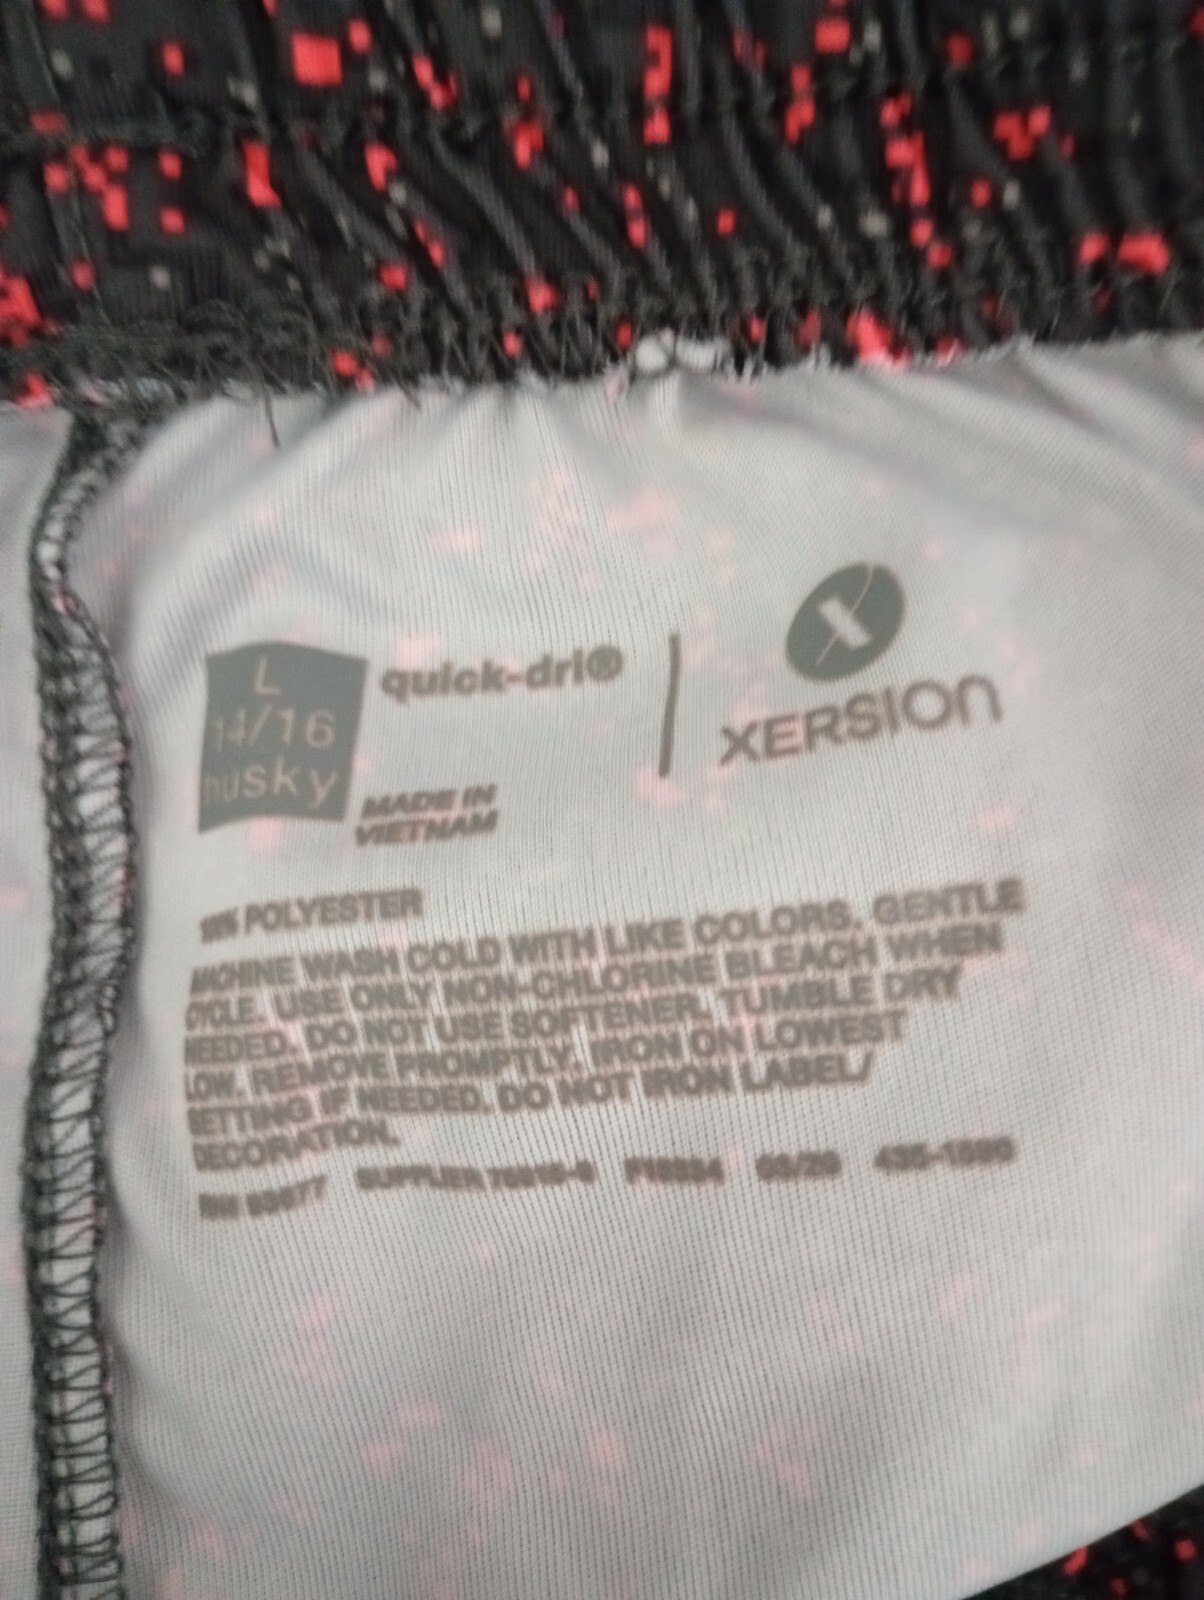 L
14/16
husky
quick-dri®
X
XERSION
MADE IN
VIETNAM
POLYESTER
MACHINE WASH COLD WITH LIKE COLORS. GENTLE
CYCLE. USE ONLY NON-CHLORINE BLEACH WHEN
NEEDED. DO NOT USE SOFTENER. TUMBLE DRY
LOW. REMOVE PROMPTLY. IRON ON LOWEST
SETTING IF NEEDED. DO NOT IRON LABEL/
DECORATION.
SUPPLIER